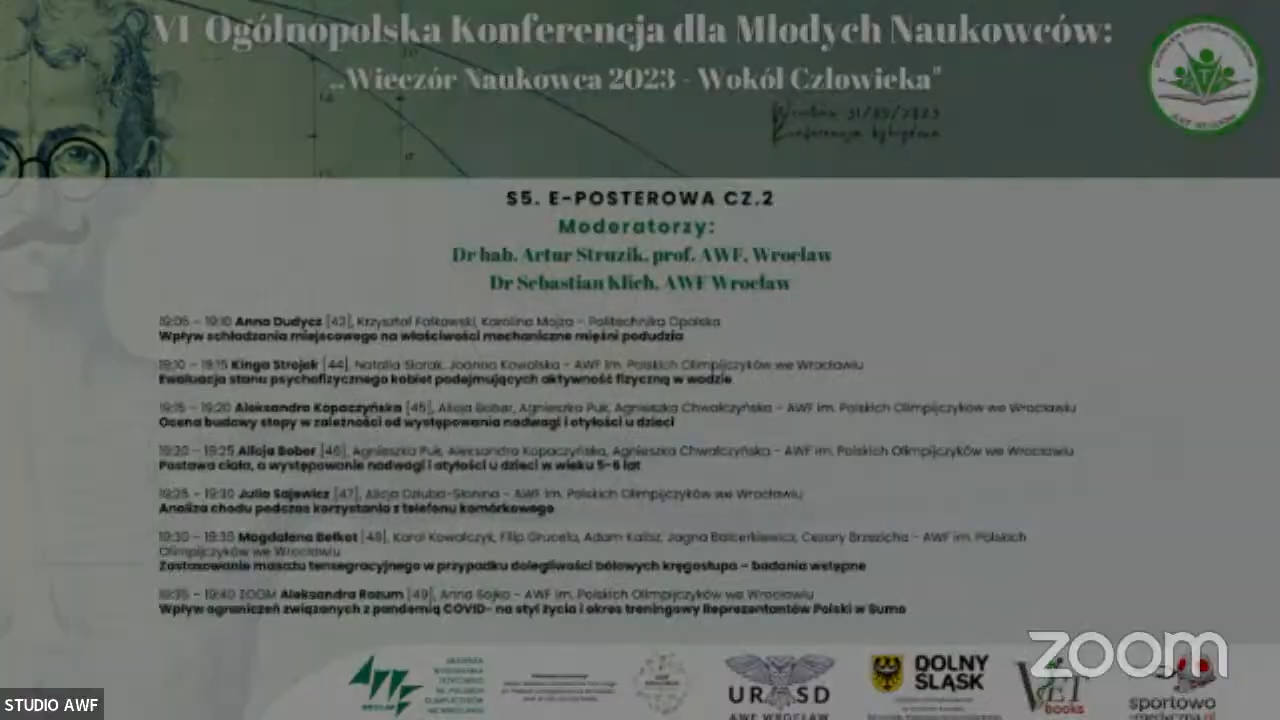 VI Ogólnopolska Konferencja dla Młodych Naukowców:
„Wieczór Naukowca 2023 - Wokół Człowieka"
S5. E-POSTEROWA CZ.2
Moderatorzy:
Dr hab. Artur Struzik, prof. AWF, Wrocław
Dr Sebastian Klich, AWF Wrocław
19:05 – 19:10 Anna Dudycz [43], Krzysztof Fałkowski, Karolina Mojza – Politechnika Opolska
Wpływ schładzania miejscowego na właściwości mechaniczne mięśni podudzia
19:10 – 19:15 Kinga Strojek [44], Natalia Slorak, Joanna Kowalska – AWF im. Polskich Olimpijczyków we Wrocławiu
Ewaluacja stanu psychofizycznego kobiet podejmujących aktywność fizyczną w wodzie
19:15 – 19:20 Aleksandra Kopaczyńska [45], Alicja Bober, Agnieszka Puk, Agnieszka Chwałczyńska – AWF im. Polskich Olimpijczyków we Wrocławiu
Ocena budowy stopy w zależności od występowania nadwagi i otyłości u dzieci
19:20 – 19:25 Alicja Bober [46], Agnieszka Puk, Aleksandra Kopaczyńska, Agnieszka Chwałczyńska – AWF im. Polskich Olimpijczyków we Wrocławiu
Postawa ciała, a występowanie nadwagi i otyłości u dzieci w wieku 5-6 lat
19:25 – 19:30 Julia Sajewicz [47], Alicja Dziuba-Słonina – AWF im. Polskich Olimpijczyków we Wrocławiu
Analiza chodu podczas korzystania z telefonu komórkowego
19:30 – 19:35 Magdalena Betket [48], Karol Kowalczyk, Filip Grucela, Adam Kalisz, Jagna Balcerkiewicz, Cezary Brzezicha – AWF im. Polskich
Olimpijczyków we Wrocławiu
Zastosowanie masażu tensegracyjnego w przypadku dolegliwości bólowych kręgosłupa – badania wstępne
19:35 – 19:40 ZOOM Aleksandra Rozum [49], Anna Sojka – AWF im. Polskich Olimpijczyków we Wrocławiu
Wpływ ograniczeń związanych z pandemią COVID- na styl życia i okres treningowy Reprezentantów Polski w Sumo
URSD
AWF WROCŁAW
DOLNY
ŚLĄSK
books
sportowo
zoom
STUDIO AWF